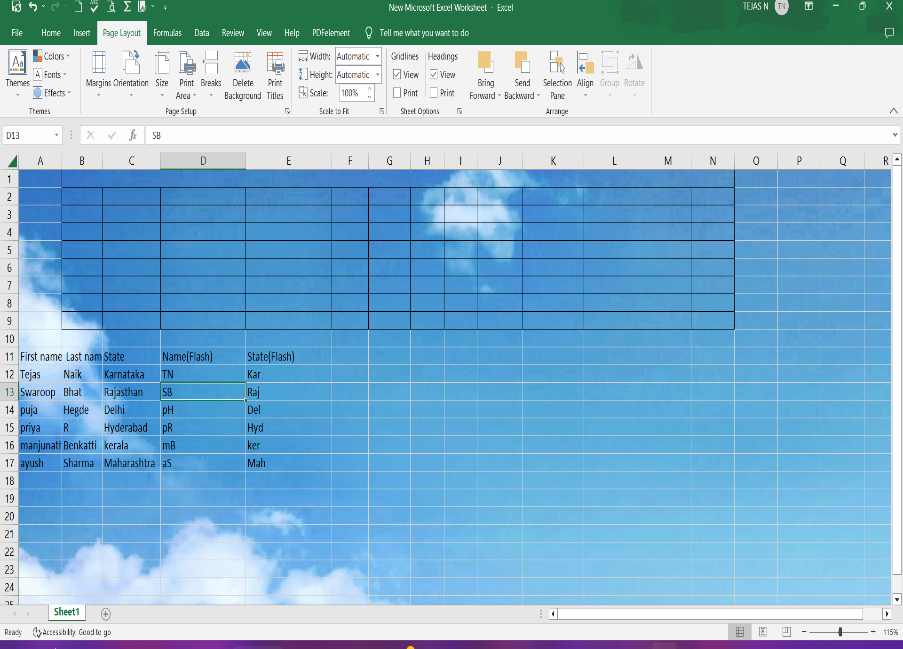 New Microsoft Excel Worksheet - Excel TEJAS N TN
File Home Insert Page Layout Formulas Data Review View Help PDFelement Tell me what you want to do
Colors Width: Automatic Gridlines Headings
Fonts Height: Automatic View View
Themes Effects Margins Orientation Size Print Area Breaks Delete Background Print Titles Scale: 100% Print Print Bring Forward Send Backward Selection Pane Align Group Rotate
Themes Page Setup Scale to Fit Sheet Options Arrange
D13 fx SB
A B C D E F G H I J K L M N O P Q R
1
2
3
4
5
6
7
8
9
10
11 First name Last nam State Name(Flash) State(Flash)
12 Tejas Naik Karnataka TN Kar
13 Swaroop Bhat Rajasthan SB Raj
14 puja Hegde Delhi pH Del
15 priya R Hyderabad pR Hyd
16 manjunatl Benkatti kerala mB ker
17 ayush Sharma Maharashtra aS Mah
18
19
20
21
22
23
24
25
Sheet1
Ready Accessibility: Good to go 115%